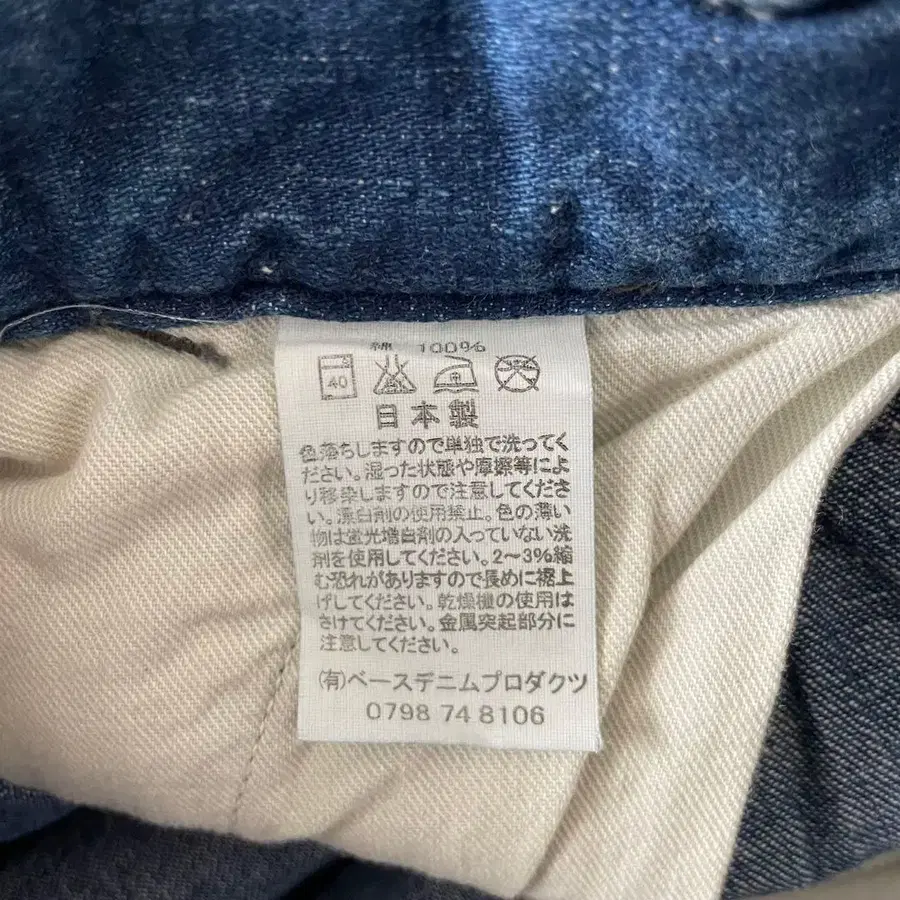 綿 100%
40
日本製
色落ちしますので単独で洗ってく
ださい。湿った状態や摩擦等によ
り移染しますので注意してくださ
い。漂白剤の使用禁止。色の薄い
物は蛍光増白剤の入っていない洗
剤を使用してください。2〜3%縮
む恐れがありますので長めに裾上
げしてください。乾燥機の使用は
さけてください。金属突起部分に
注意してください。
(有)ベースデニムプロダクツ
0798 74 8106